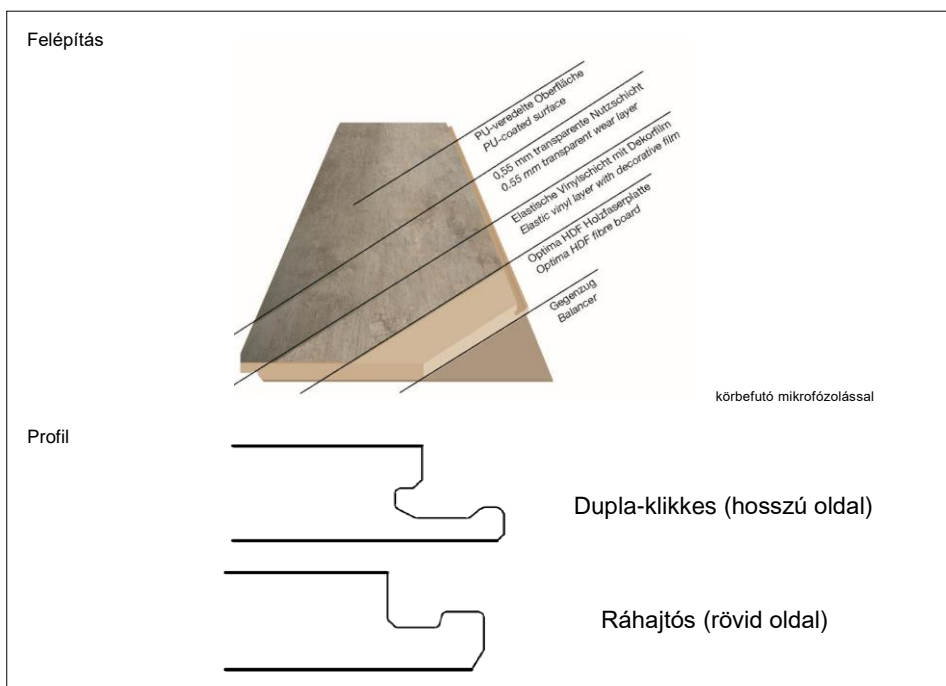 Felépítás
PU-veredelte Oberfläche
PU-coated surface
0,55 mm transparente Nutzschicht
0.55 mm transparent wear layer
Elastische Vinylschicht mit Dekorfilm
Elastic vinyl layer with decorative film
Optima HDF Holzfaserplatte
Optima HDF fibre board
Gegenzug
Balancer
körbefutó mikrofózolással
Profil
Dupla-klikkes (hosszú oldal)
Ráhajtós (rövid oldal)